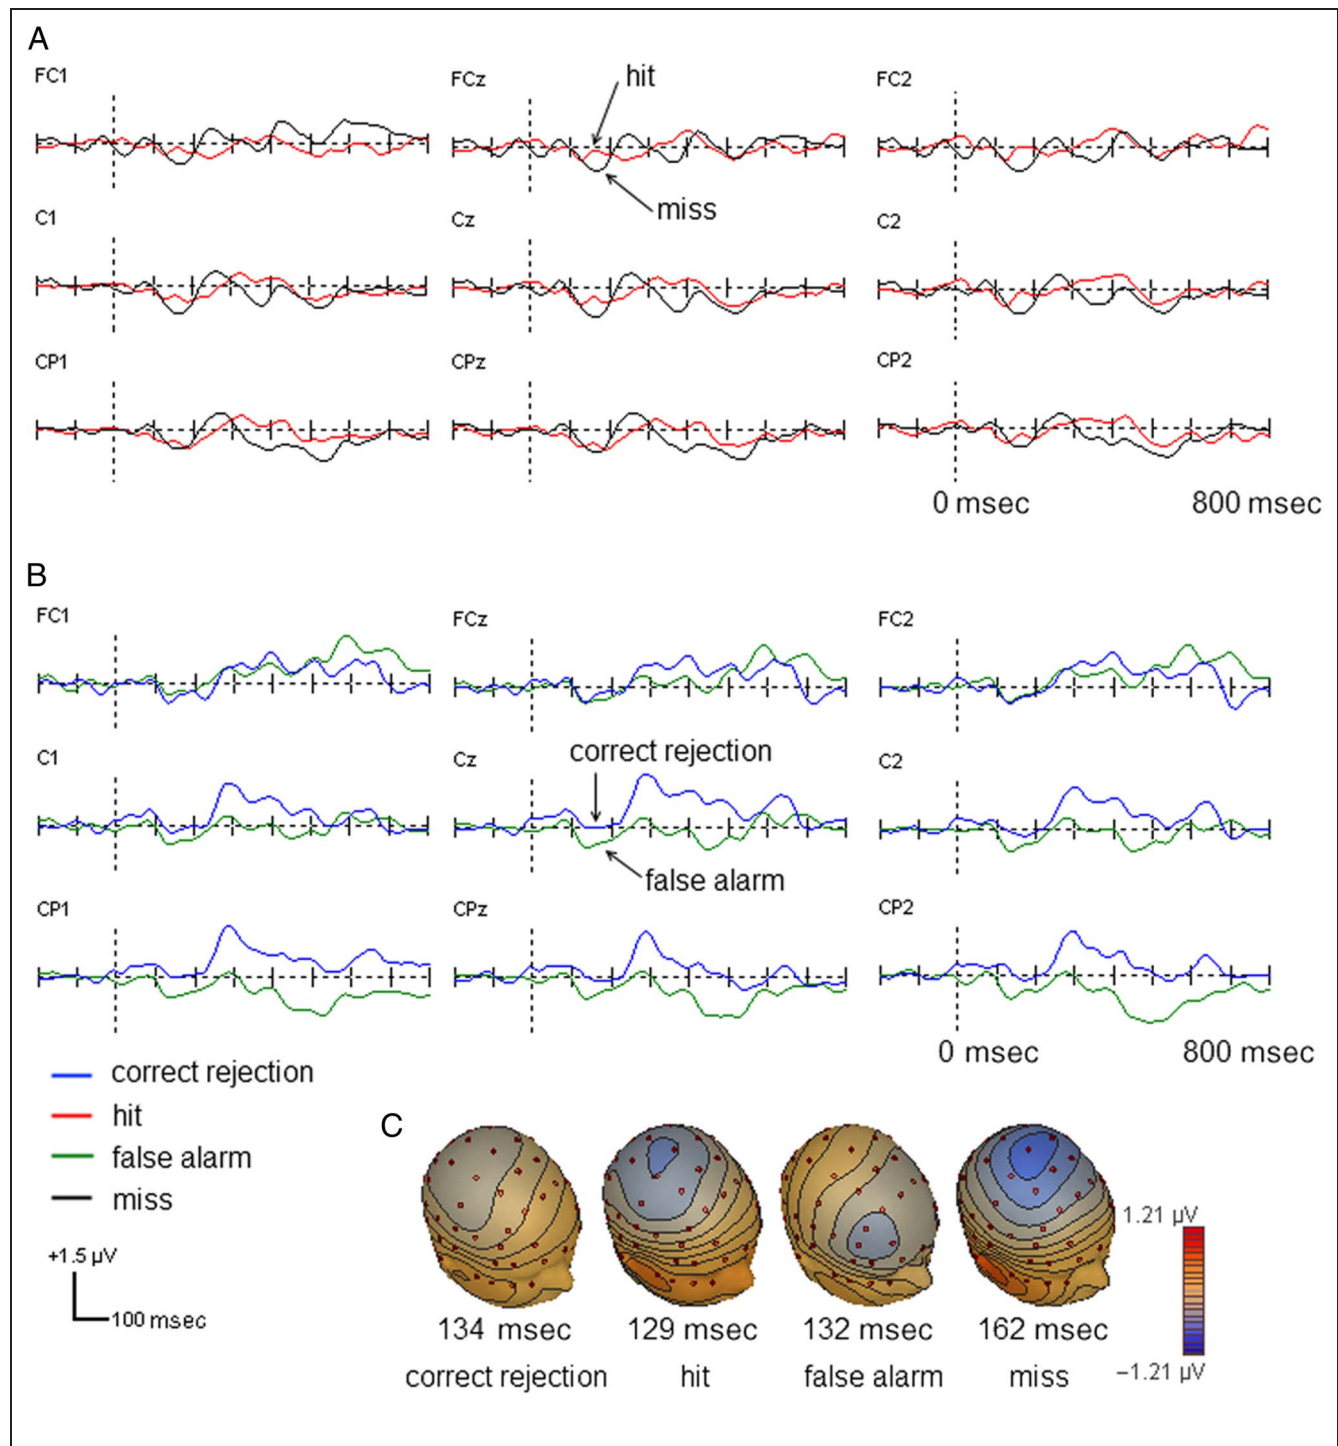 A
FC1
FCz
FC2
hit
miss
C1
Cz
C2
CP1
CPz
CP2
0 msec
800 msec
B
FC1
FCz
FC2
C1
Cz
C2
correct rejection
false alarm
CP1
CPz
CP2
0 msec
800 msec
correct rejection
hit
false alarm
miss
+1.5 µV
100 msec
C
1.21 µV
−1.21 µV
134 msec
129 msec
132 msec
162 msec
correct rejection
hit
false alarm
miss